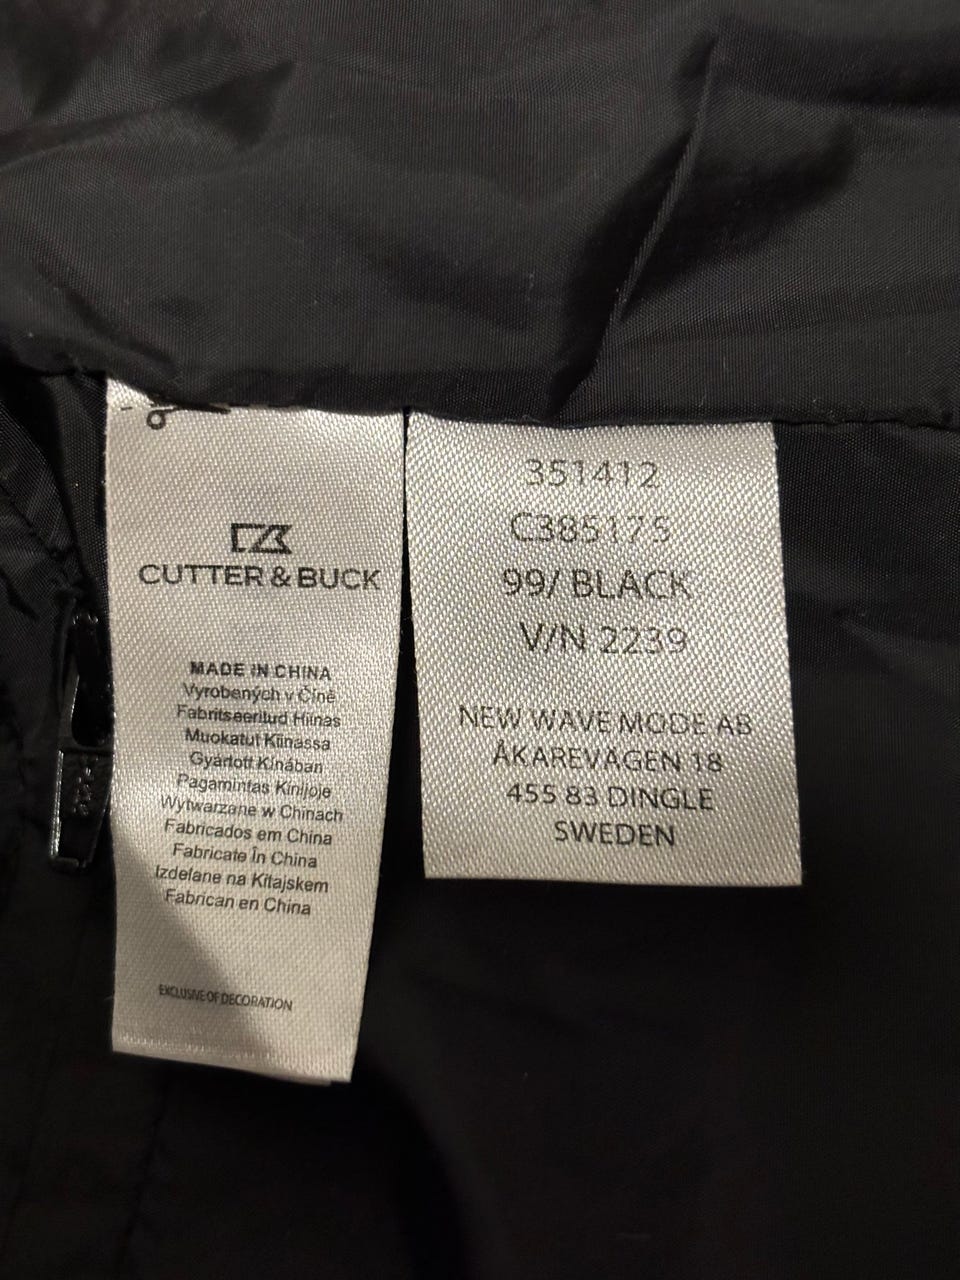 CUTTER & BUCK
MADE IN CHINA
Vyrobených v Číně
Fabritseeritud Hiinas
Muokatut Kiinassa
Gyártott Kínában
Pagamintas Kinijoje
Wytwarzane w Chinach
Fabricados em China
Fabricate În China
Izdelane na Kitajskem
Fabrican en China
EXCLUSIVE OF DECORATION
351412
C385175
99/ BLACK
V/N 2239
NEW WAVE MODE AB
ÅKAREVÄGEN 18
455 83 DINGLE
SWEDEN